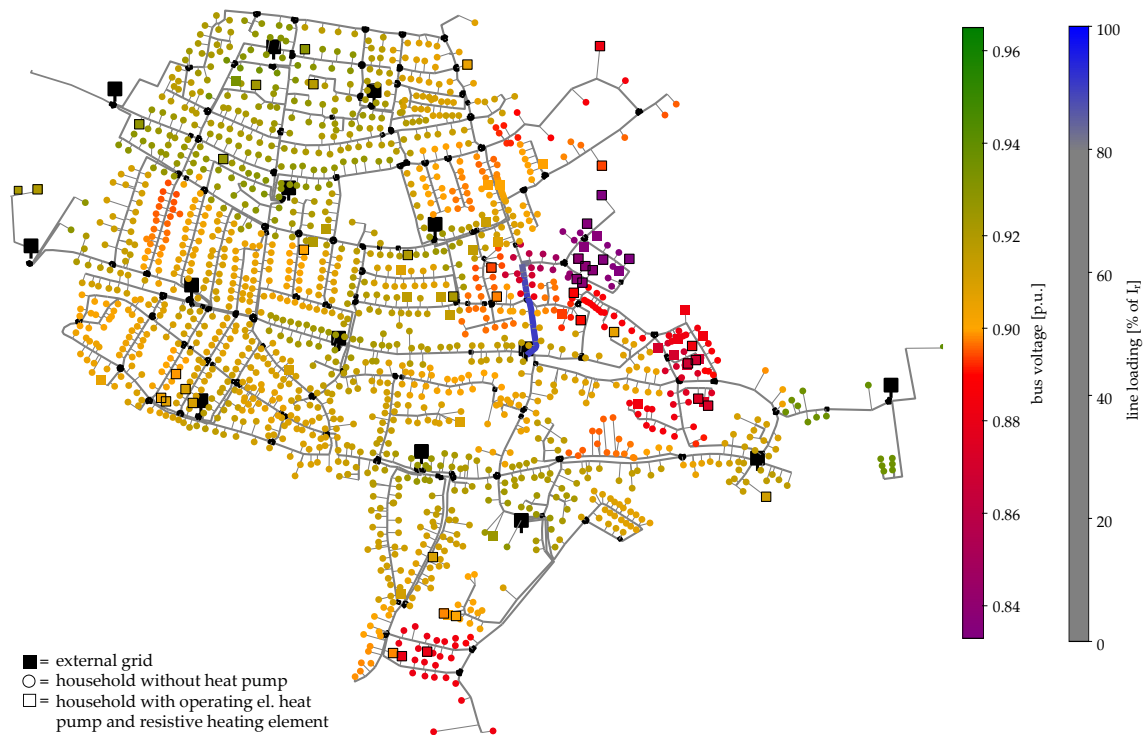 0.96
0.94
0.92
0.90
0.88
0.86
0.84
bus voltage [p.u.]
100
80
60
40
20
0
line loading [% of Ir]
= external grid
= household without heat pump
= household with operating el. heat
pump and resistive heating element